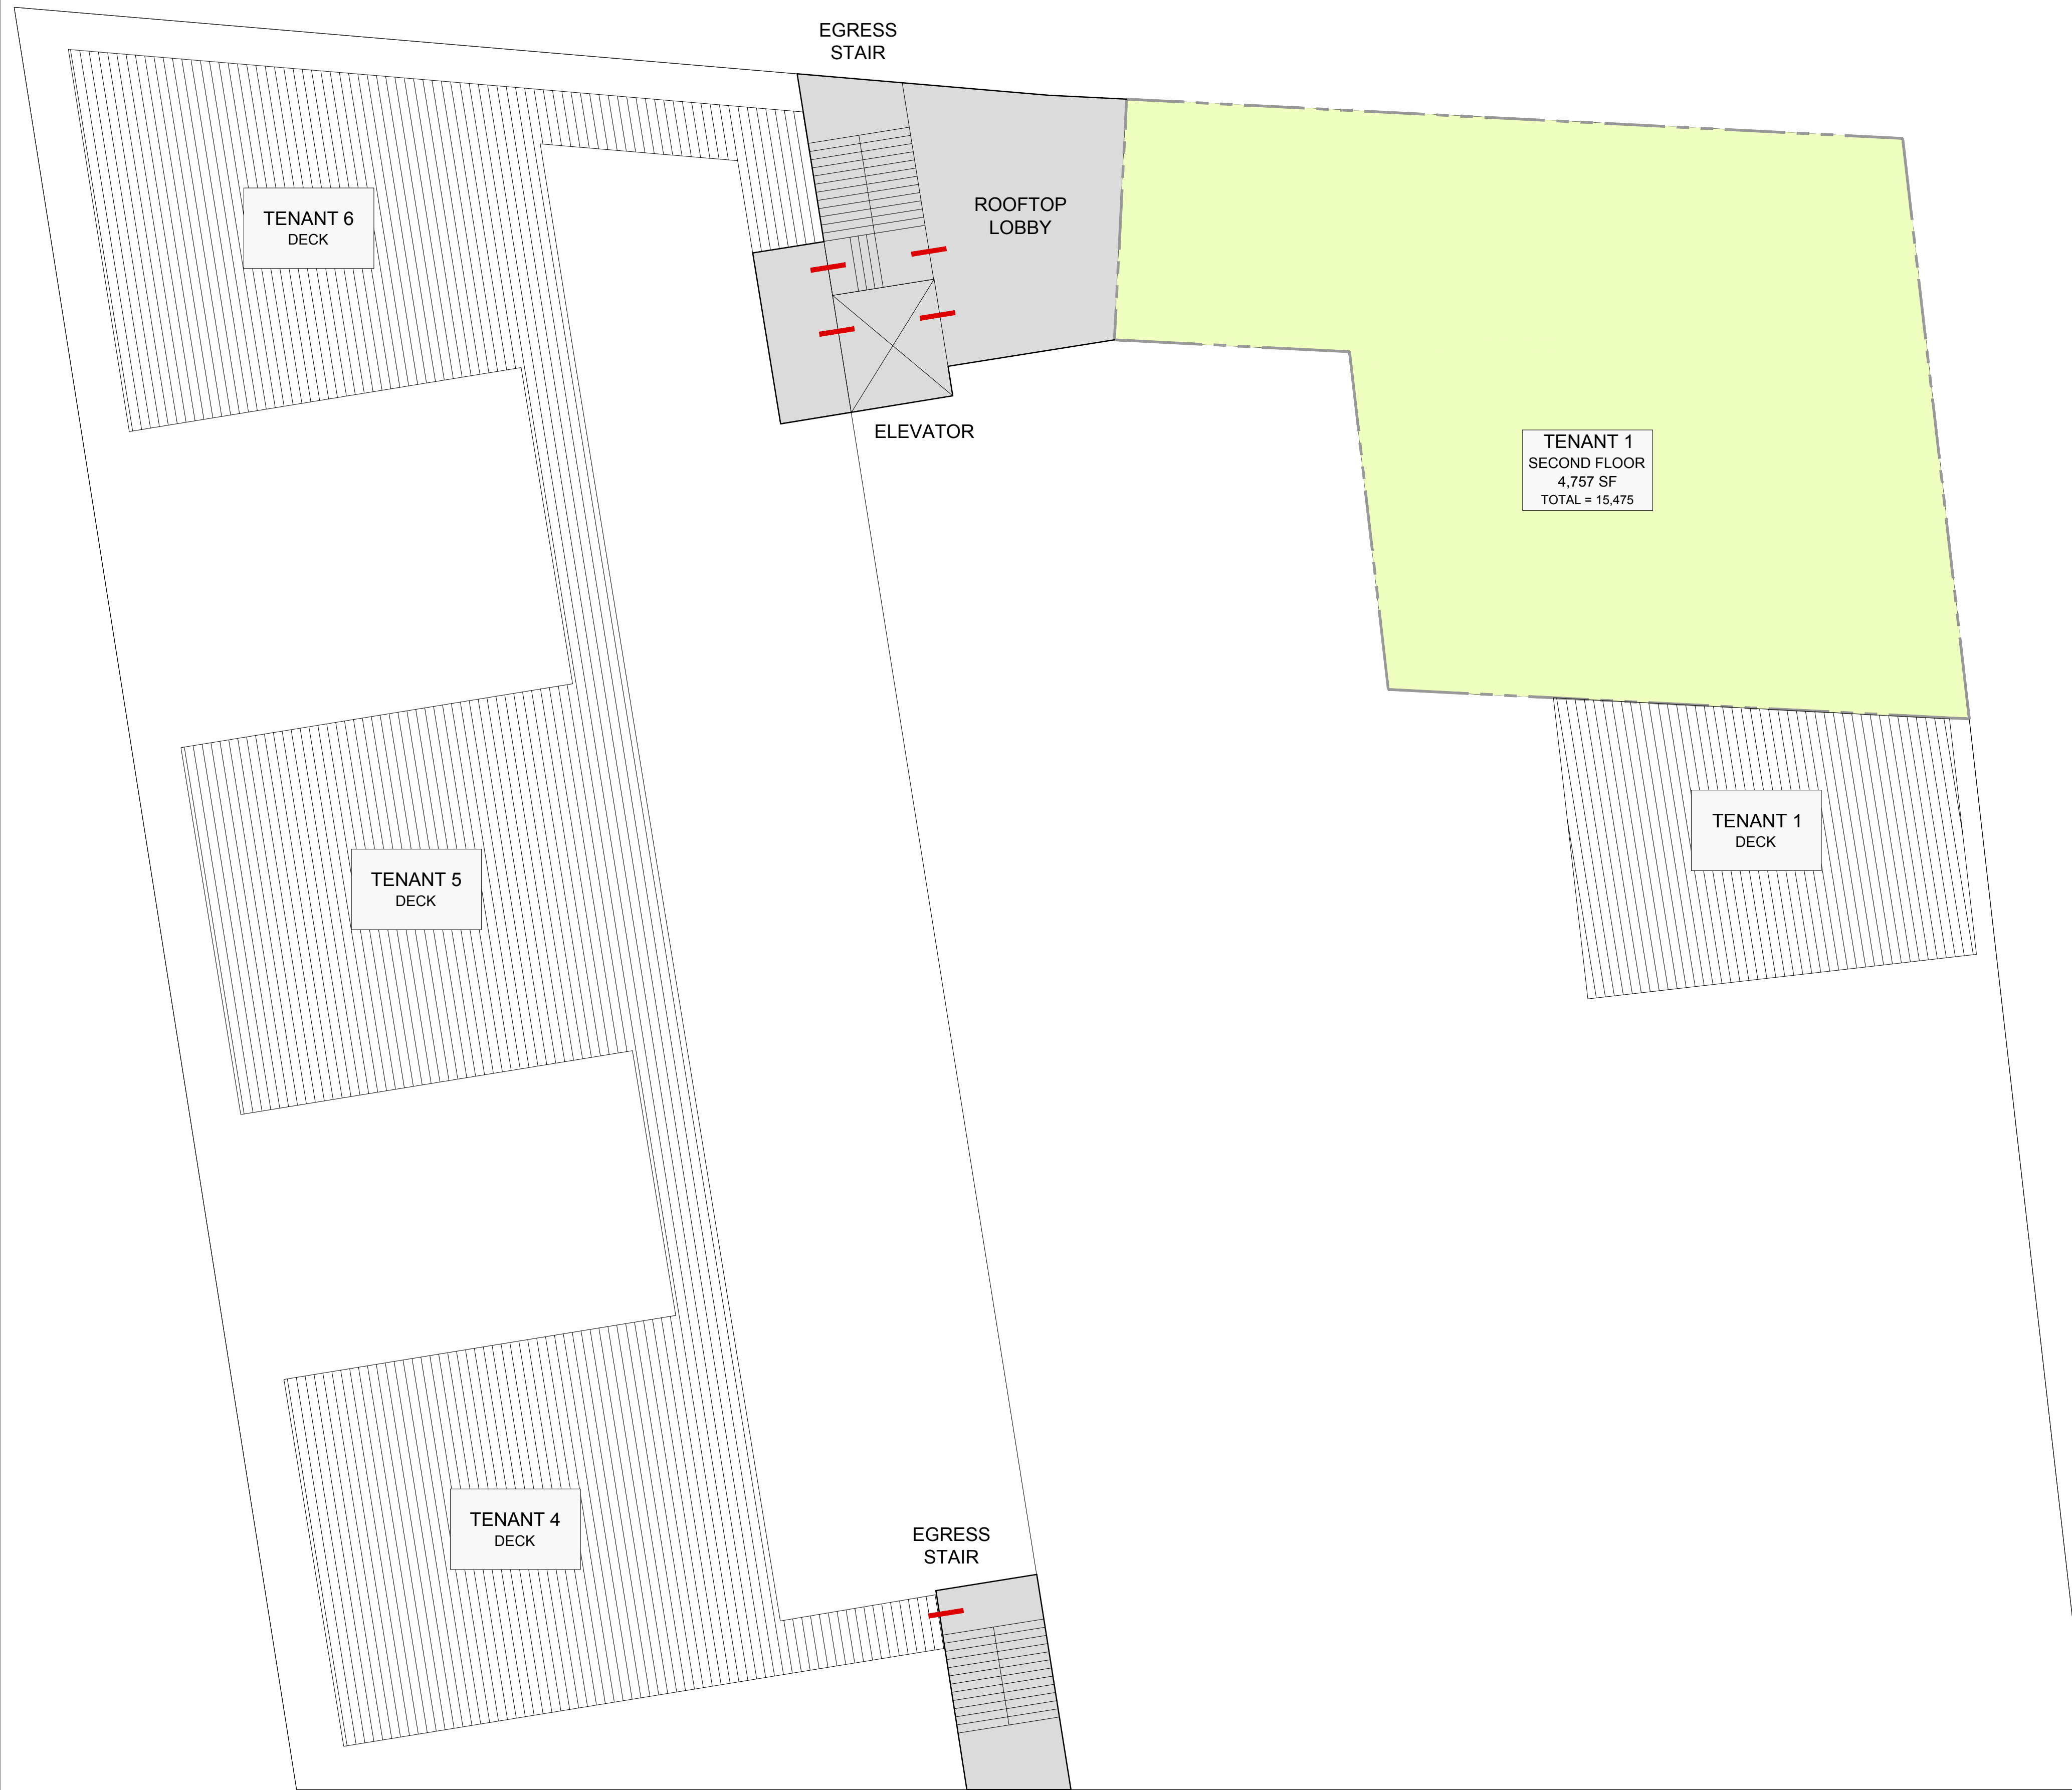 EGRESS
STAIR
TENANT 6
DECK
ROOFTOP
LOBBY
ELEVATOR
TENANT 1
SECOND FLOOR
4,757 SF
TOTAL = 15,475
TENANT 1
DECK
TENANT 5
DECK
TENANT 4
DECK
EGRESS
STAIR